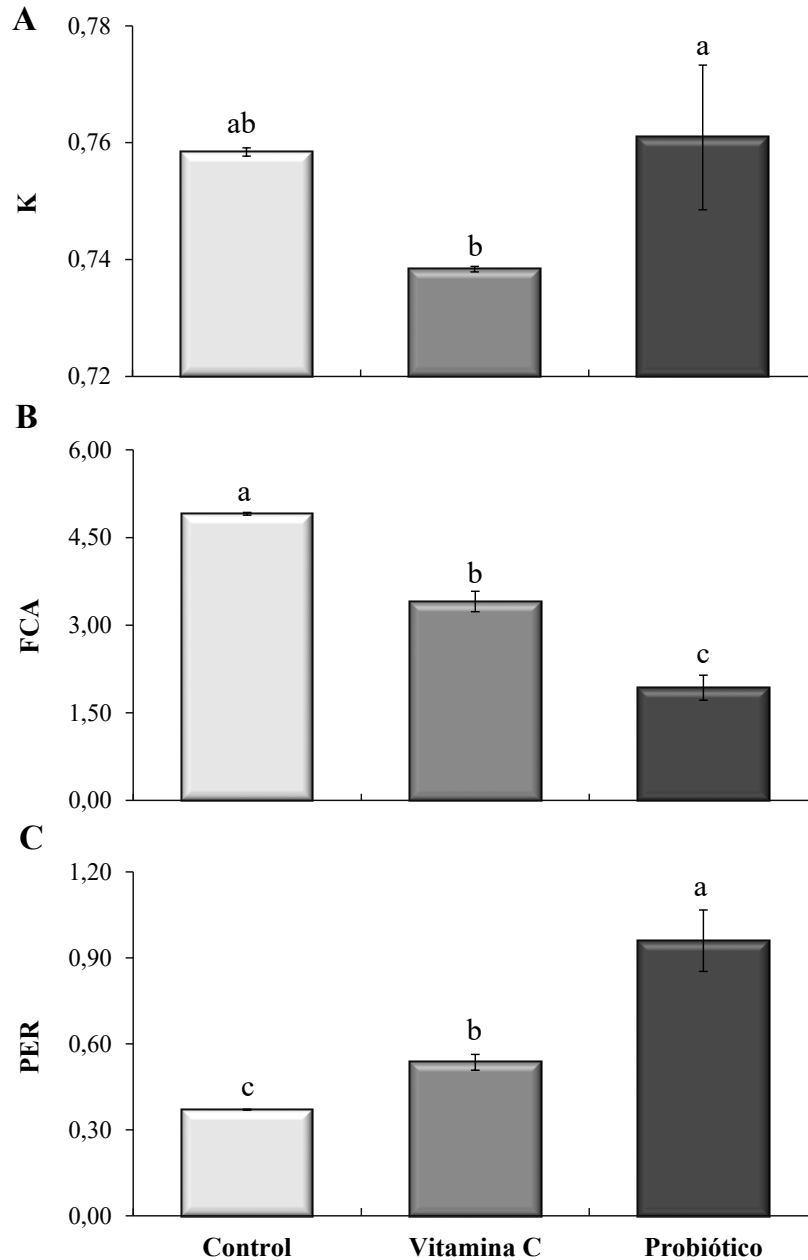 A
0,78
a
ab
0,76
K
b
0,74
0,72
B
6,00
a
4,50
b
FCA
3,00
c
1,50
0,00
C
1,20
a
0,90
b
PER
0,60
c
0,30
0,00
Control Vitamina C Probiótico